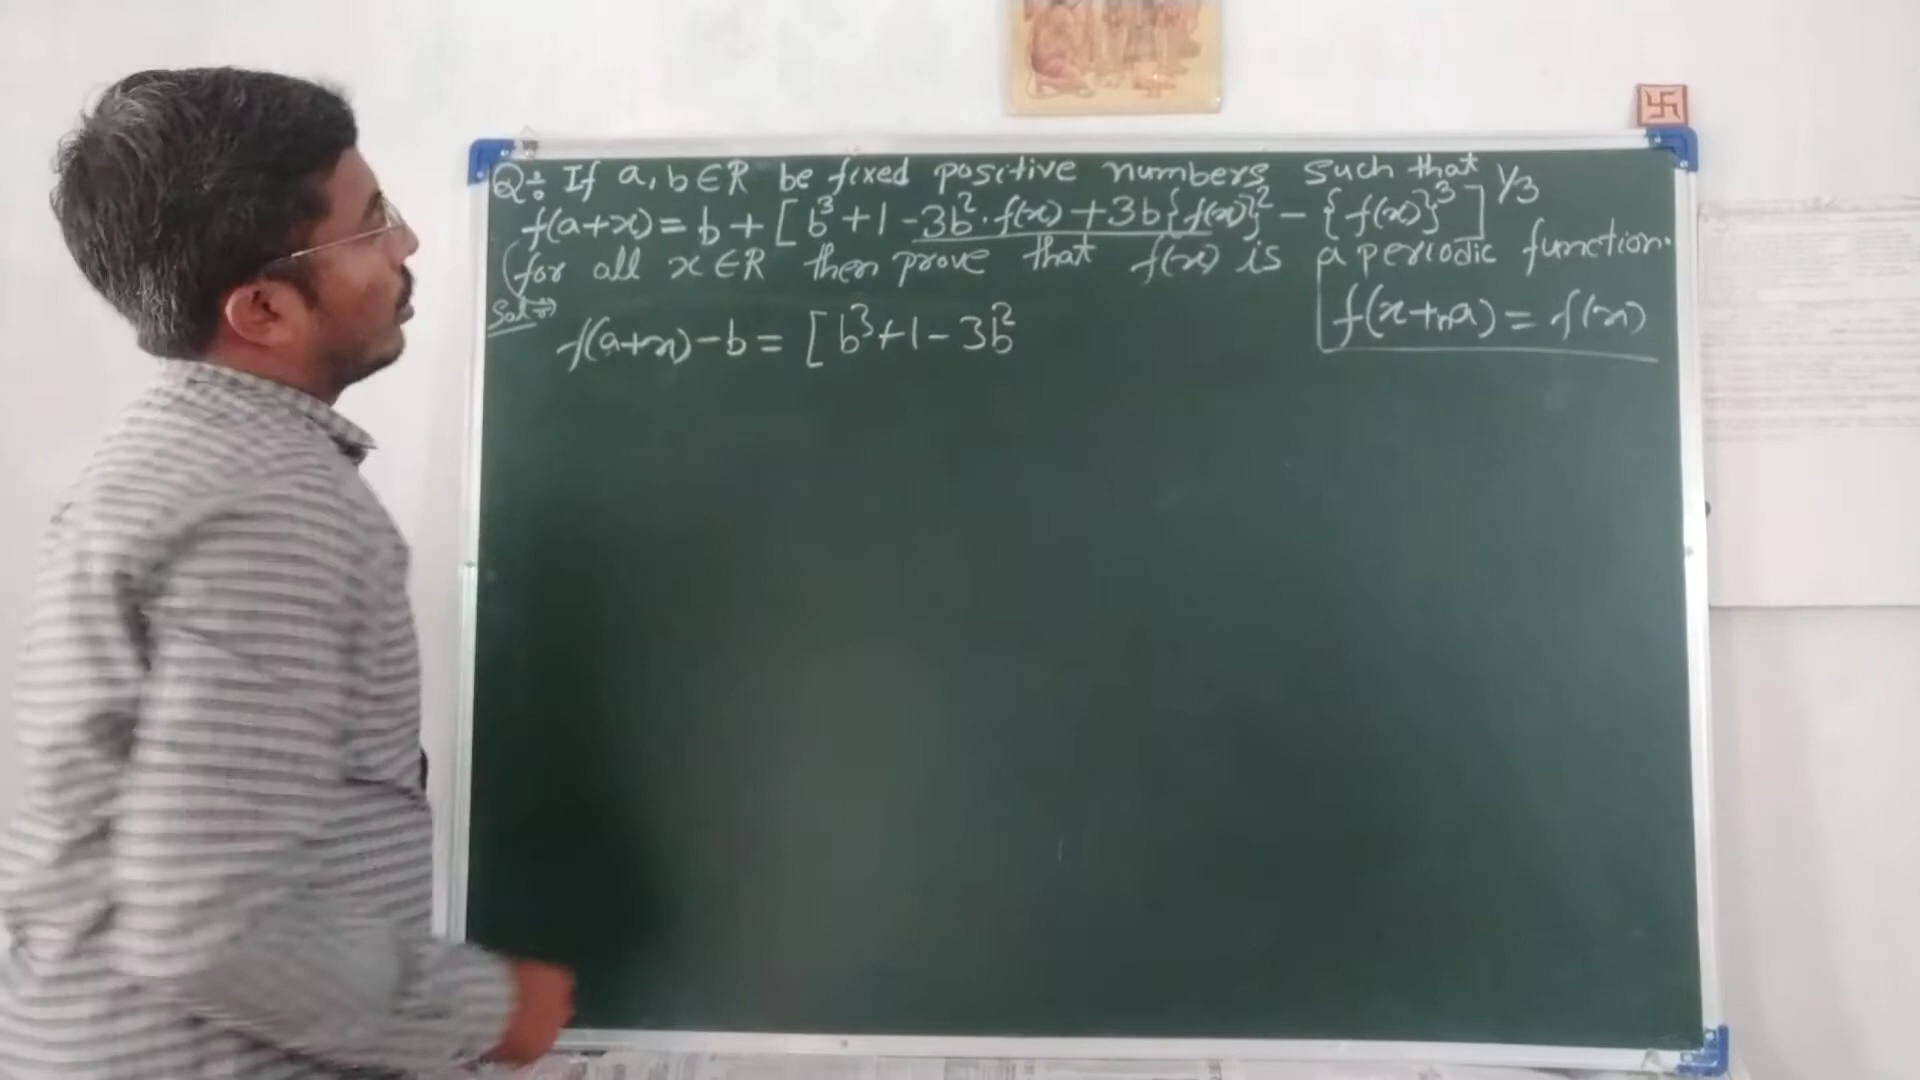 Q÷ If a, b ∈ R be fixed positive numbers such that
f(a+x) = b + [b³ + 1 - 3b²·f(x) + 3b{f(x)}² - {f(x)}³]^1/3
(for all x ∈ R then prove that f(x) is a periodic function.
Sol⇒
f(a+x) - b = [b³ + 1 - 3b²
f(x+na) = f(x)